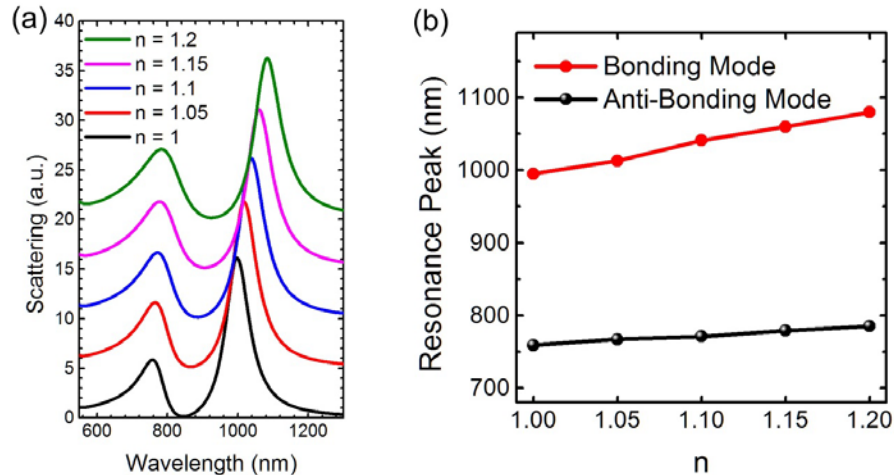 (a)
n = 1.2
n = 1.15
n = 1.1
n = 1.05
n = 1
40
35
30
25
20
15
10
5
0
Scattering (a.u.)
600 800 1000 1200
Wavelength (nm)
(b)
Bonding Mode
Anti-Bonding Mode
1100
1000
900
800
700
Resonance Peak (nm)
1.00 1.05 1.10 1.15 1.20
n